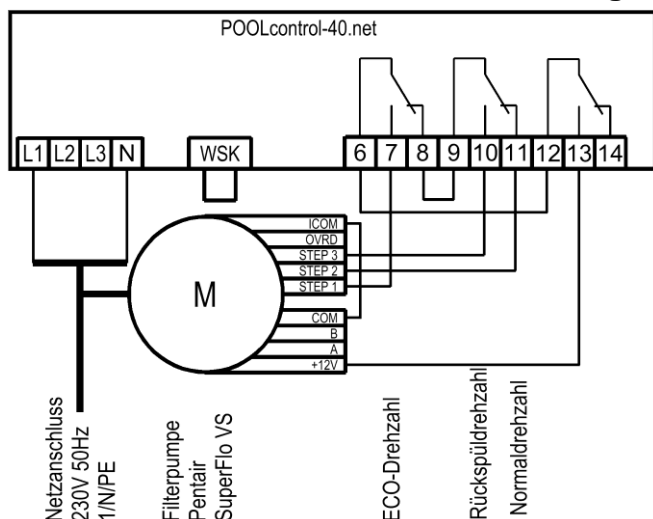 POOLcontrol-40.net
L1 L2 L3 N
WSK
6 7 8 9 10 11 12 13 14
ICOM
OVRD
STEP 3
STEP 2
STEP 1
M
COM
B
A
+12V
Netzanschluss
230V 50Hz
1/N/PE
Filterpumpe
Pentair
SuperFlo VS
ECO-Drehzahl
Rückspüldrehzahl
Normaldrehzahl